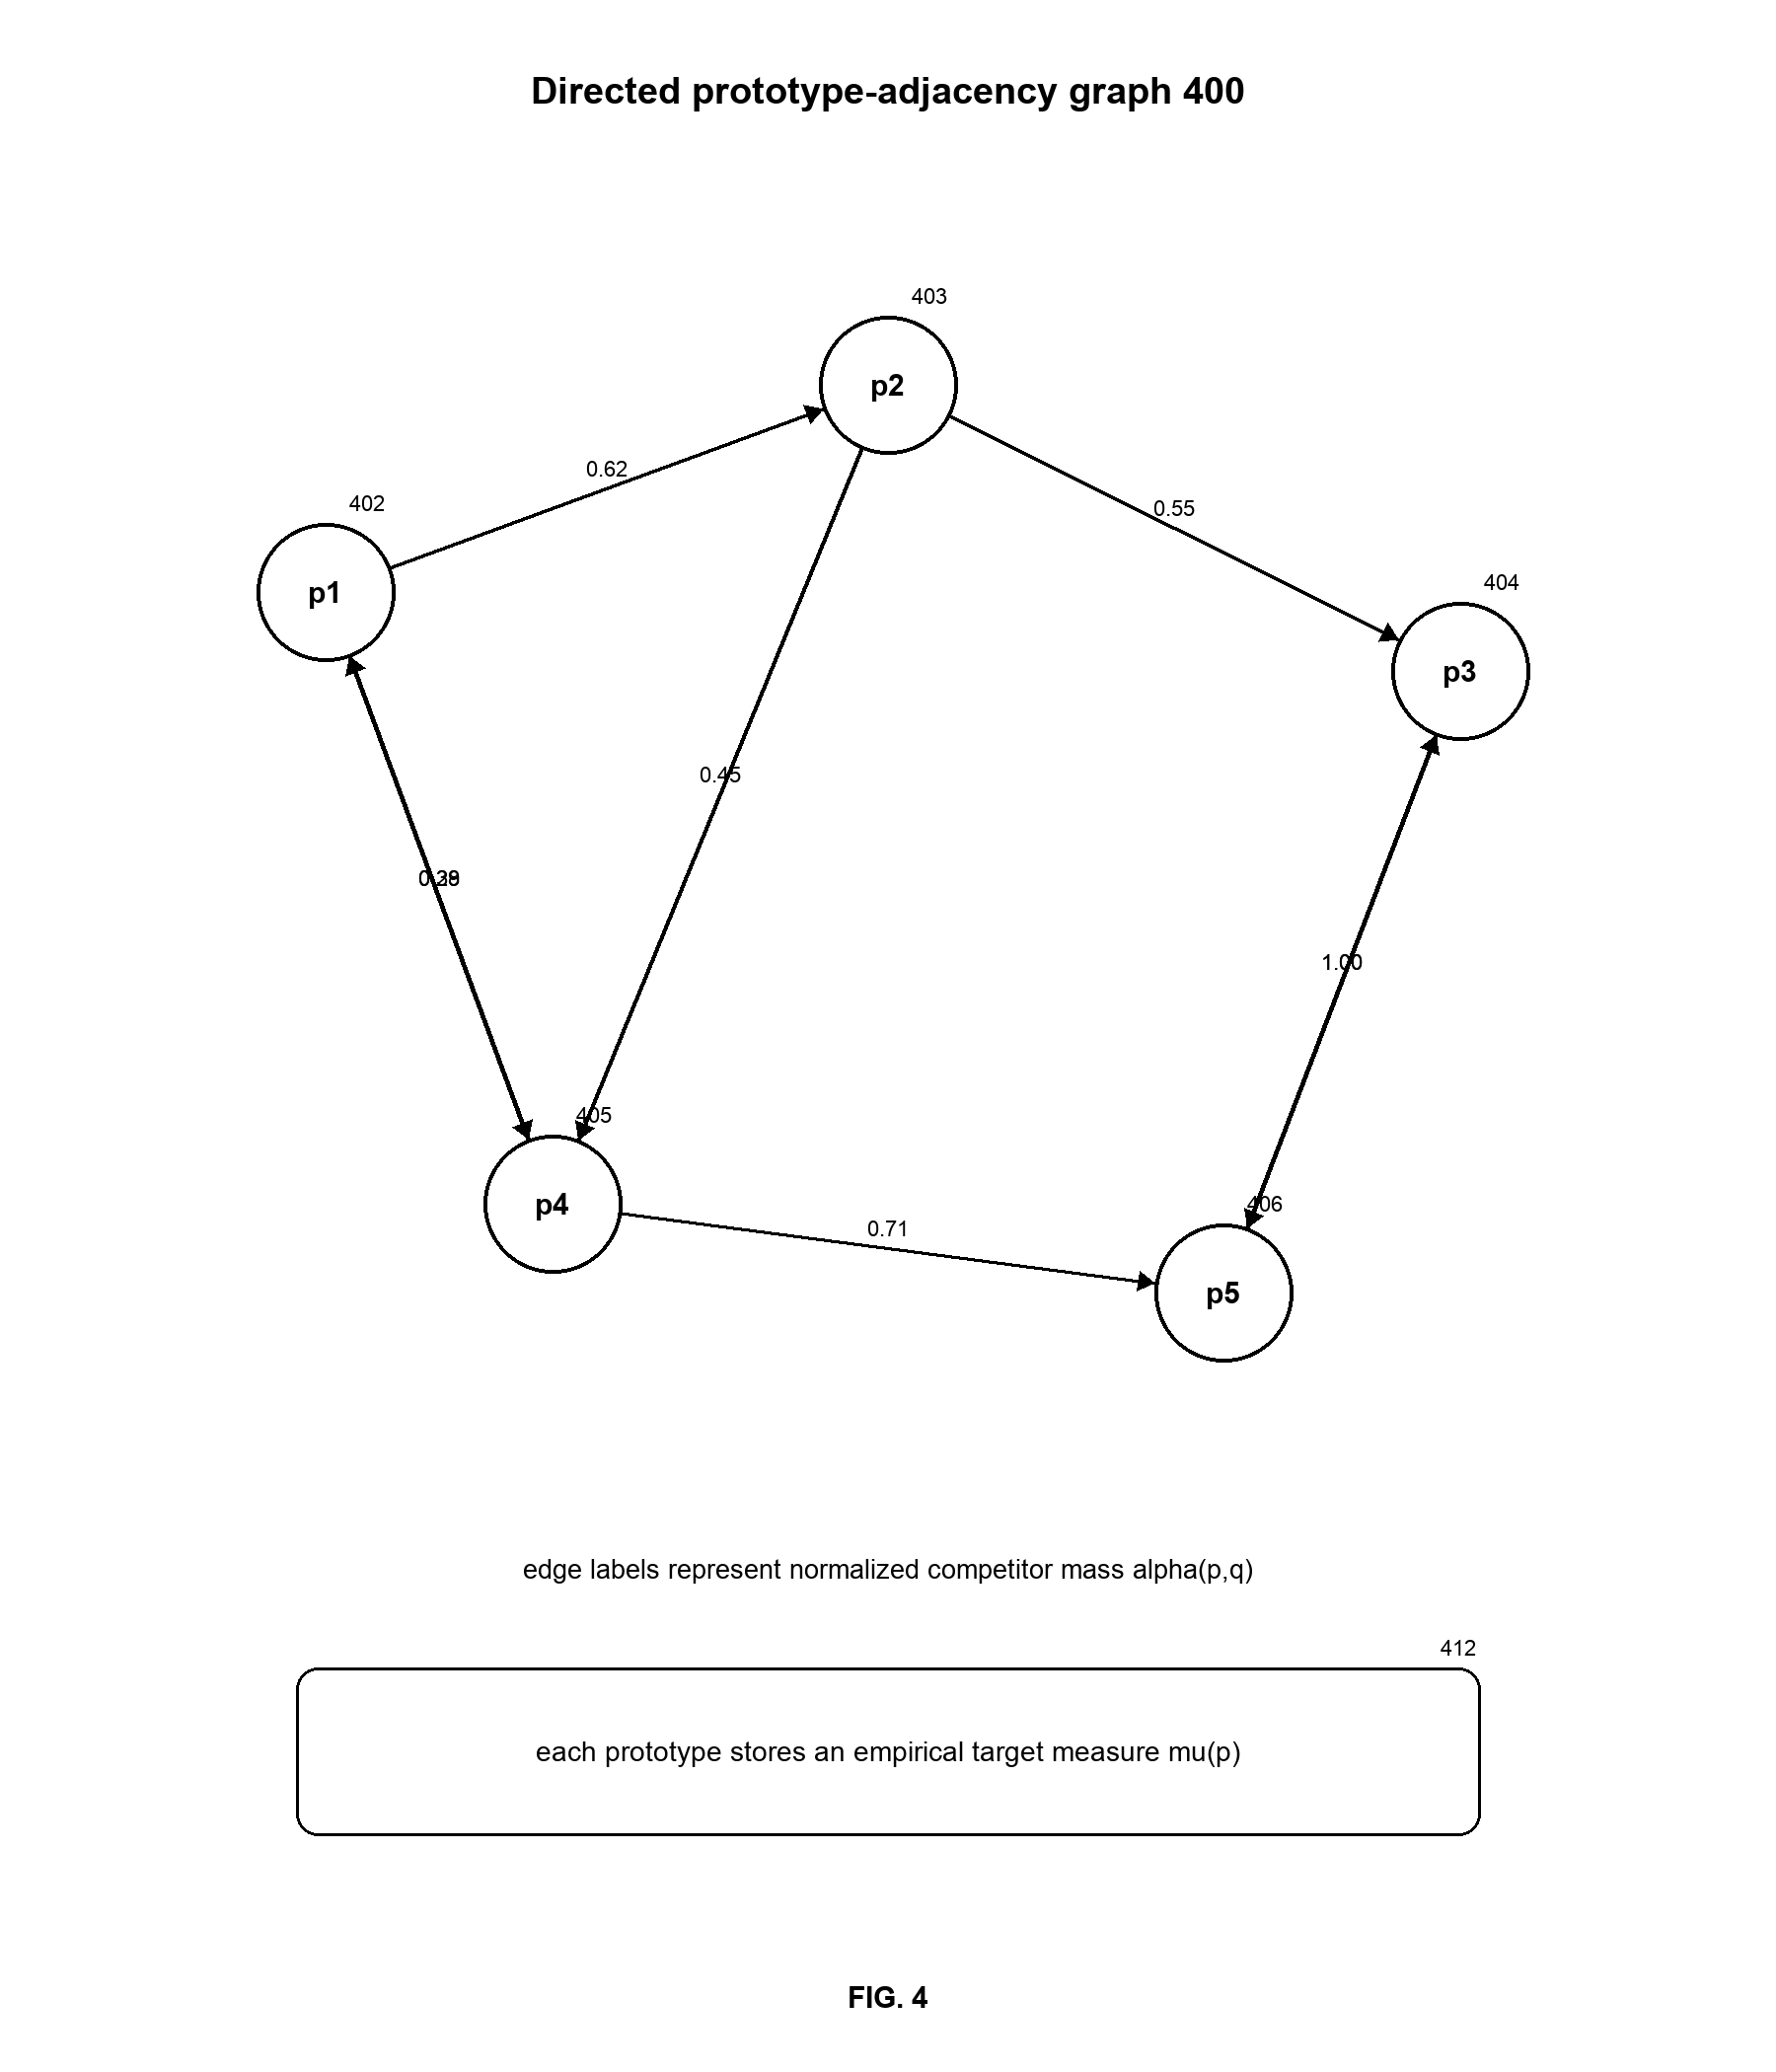 Directed prototype-adjacency graph 400
403
p2
0.62
402
0.55
p1
404
p3
0.45
1.00
405
p4
406
0.71
p5
edge labels represent normalized competitor mass alpha(p,q)
412
each prototype stores an empirical target measure mu(p)
FIG. 4